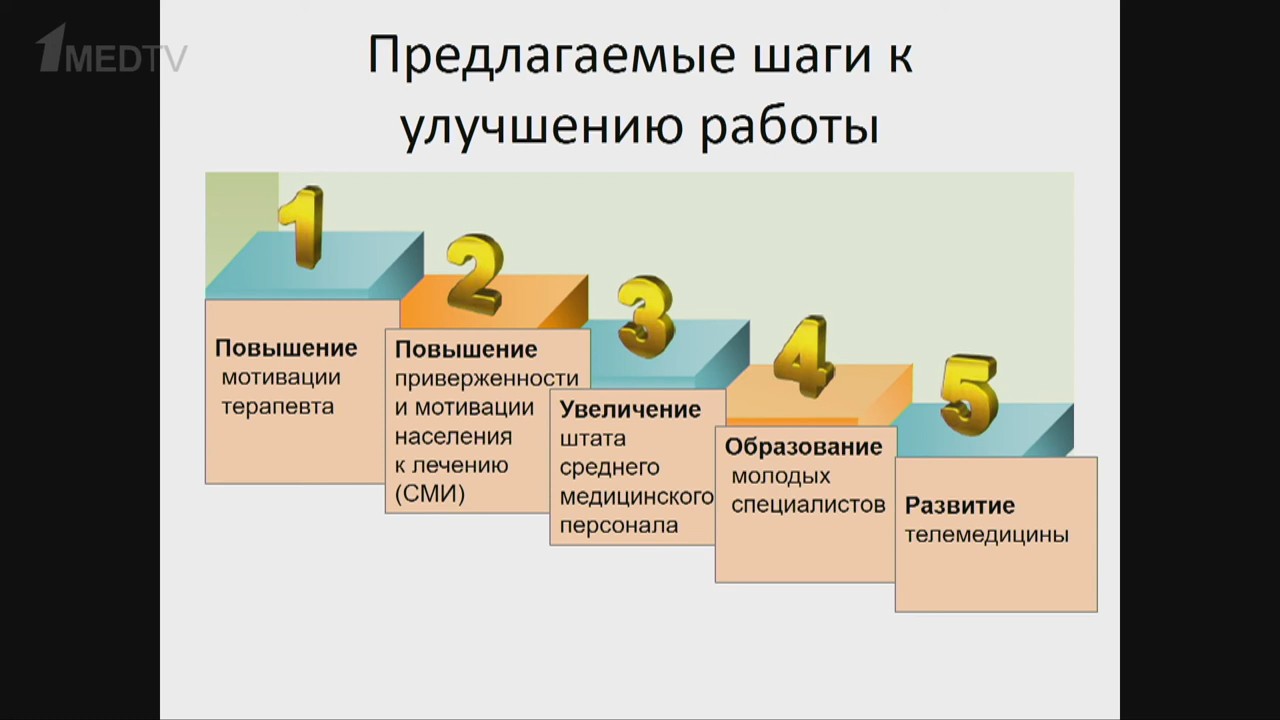 1MEDTV
Предлагаемые шаги к
улучшению работы
1
Повышение
мотивации
терапевта
2
Повышение
приверженности
и мотивации
населения
к лечению
(СМИ)
3
Увеличение
штата
среднего
медицинского
персонала
4
Образование
молодых
специалистов
5
Развитие
телемедицины